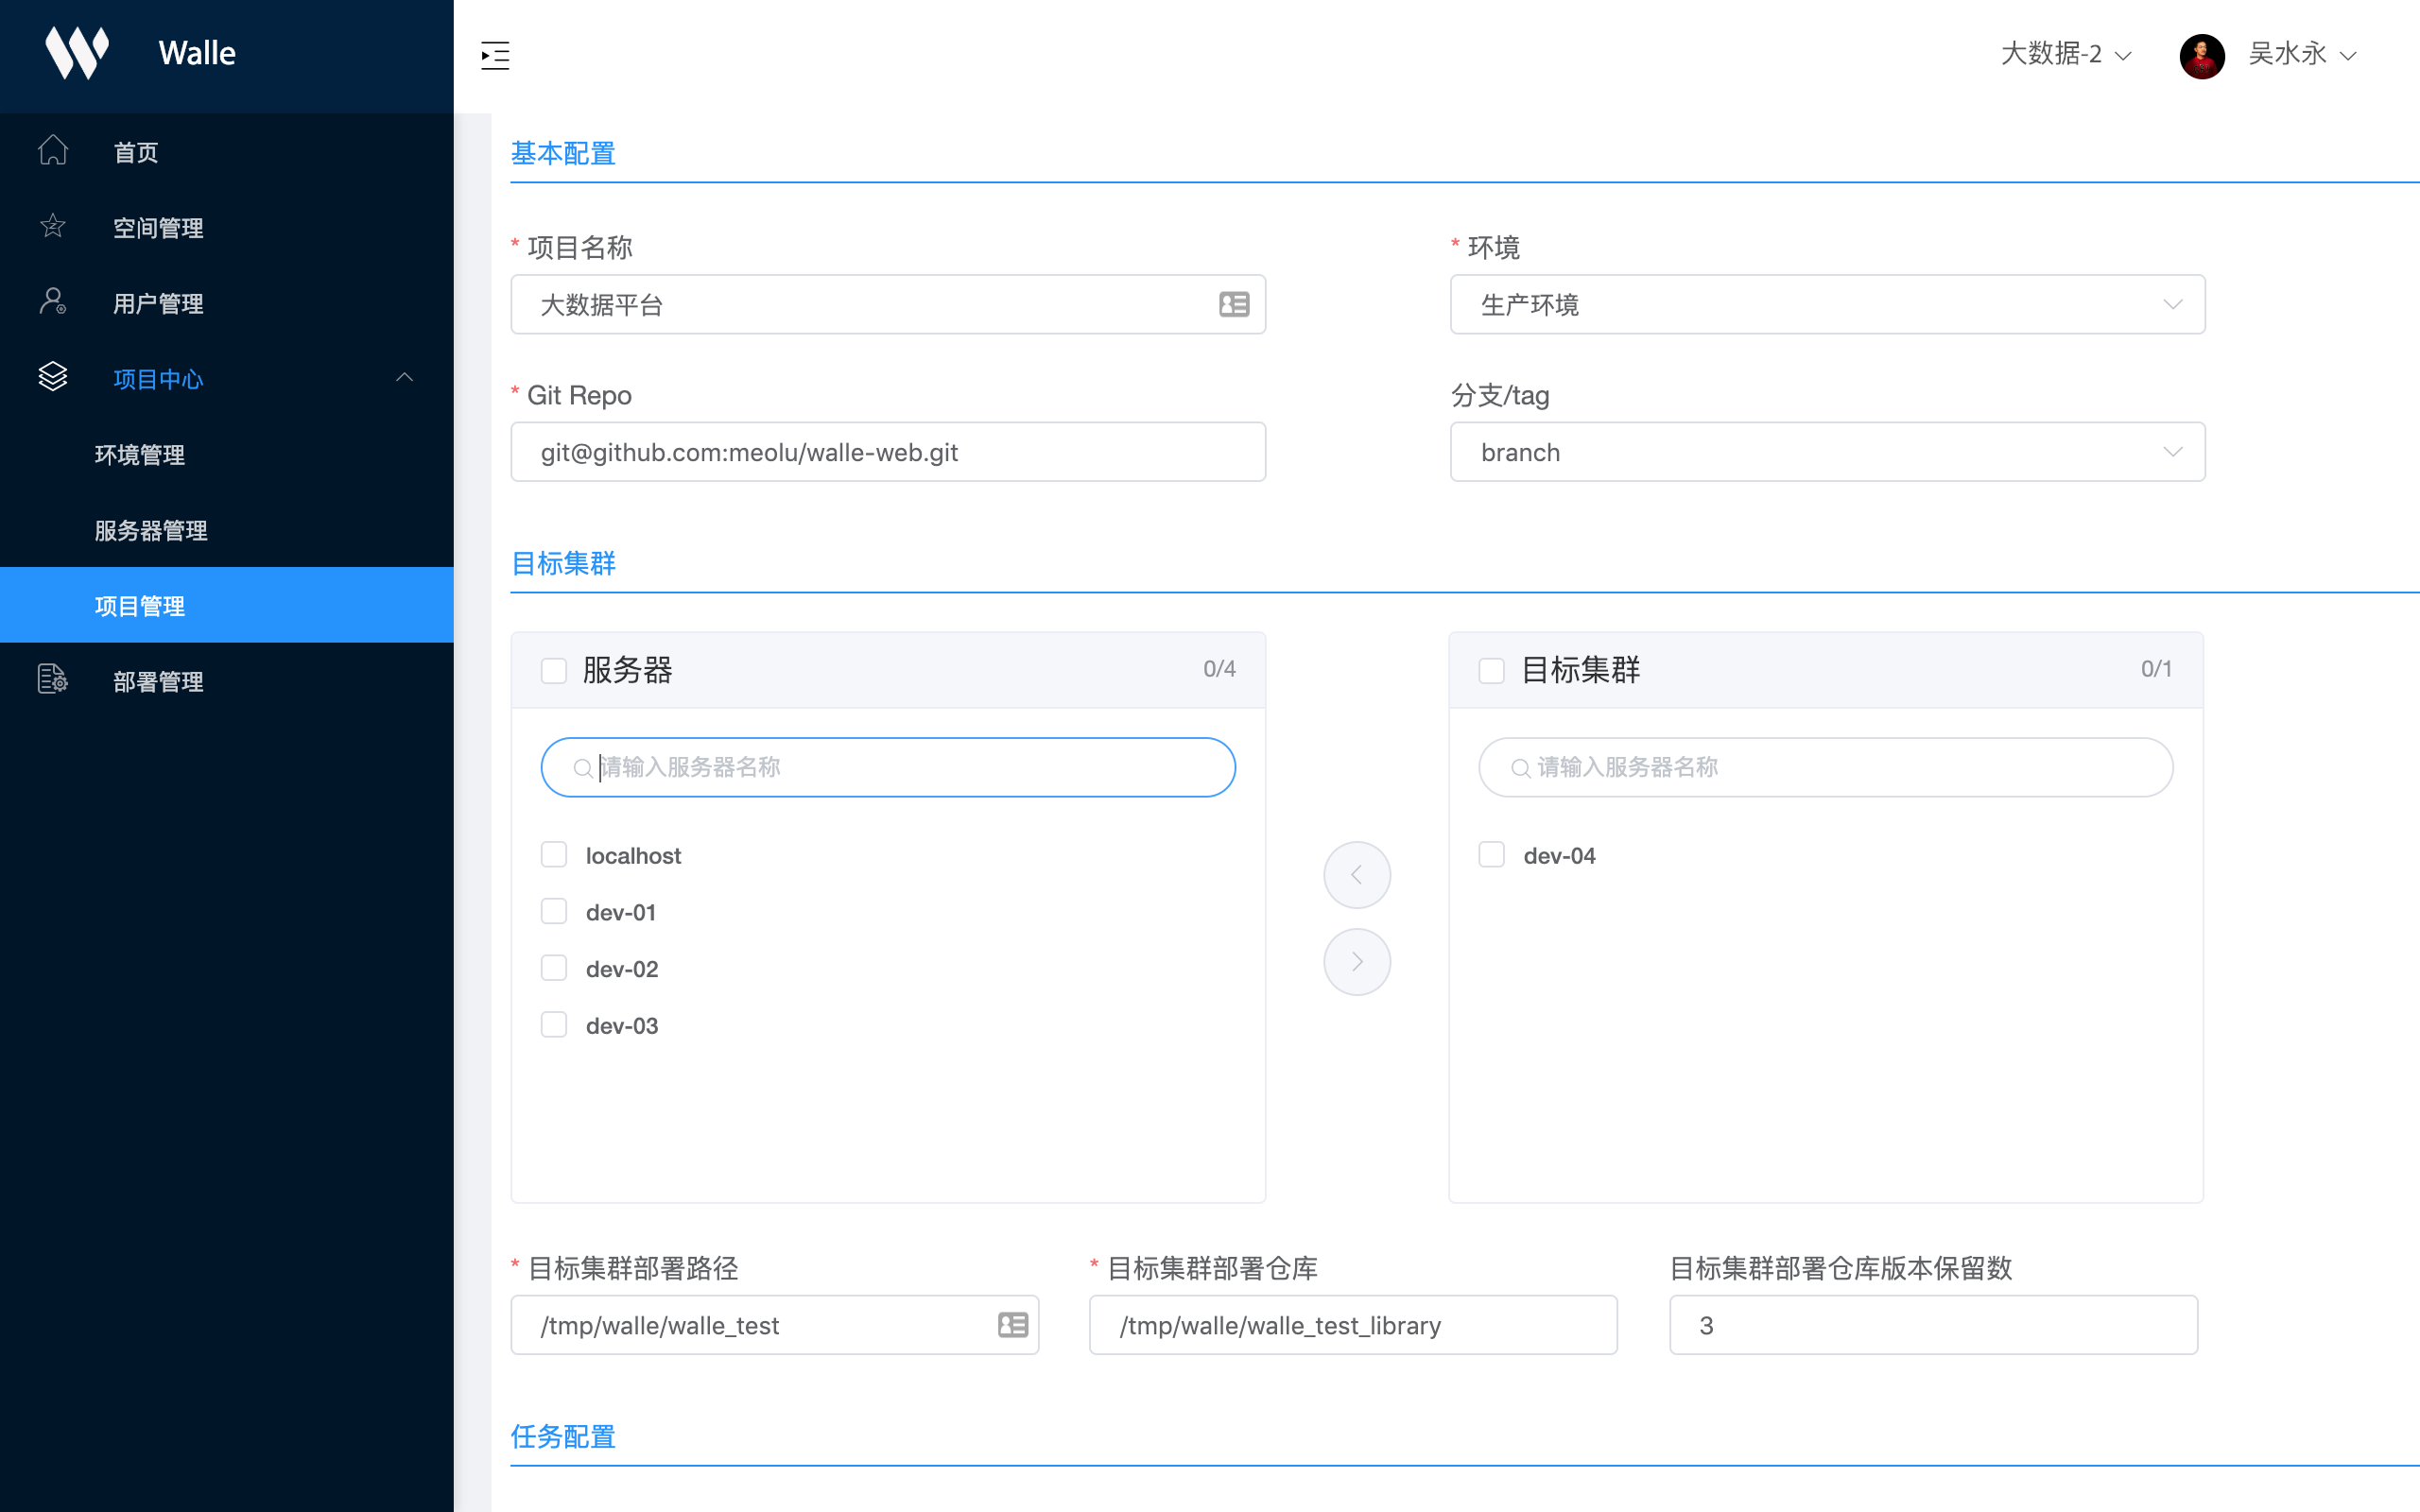 Walle
大数据-2
吴水永
首页
空间管理
用户管理
项目中心
环境管理
服务器管理
项目管理
部署管理
基本配置
* 项目名称
* 环境
大数据平台
生产环境
* Git Repo
分支/tag
git@github.com:meolu/walle-web.git
branch
目标集群
服务器 0/4
目标集群 0/1
请输入服务器名称
请输入服务器名称
localhost
dev-04
dev-01
dev-02
dev-03
* 目标集群部署路径
* 目标集群部署仓库
目标集群部署仓库版本保留数
/tmp/walle/walle_test
/tmp/walle/walle_test_library
3
任务配置